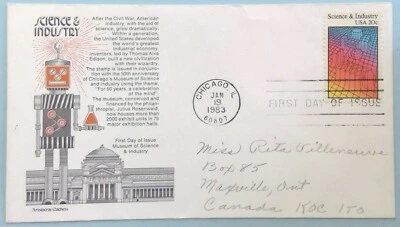 SCIENCE &
INDUSTRY
After the Civil War, American
industry, with the aid of
science, grew dramatically.
Within a generation,
the United States developed
the world's greatest
industrial economy.
Inventors, led by Thomas Alva
Edison, built a new civilization
with their wizardry.
The stamp is issued in conjunc-
tion with the 50th anniversary of
Chicago's Museum of Science
and Industry using the theme,
"For 50 years, a celebration
of the mind".
The museum, conceived and
financed by the philan-
thropist, Julius Rosenwald,
now houses more than
2000 exhibit units in 75
major exhibition halls.
First Day of Issue
Museum of Science
& Industry
Science & Industry
USA 20c
CHICAGO, IL
JAN
19
1983
60607
FIRST DAY OF ISSUE
Miss Rita Villeneuve
Box 85
Maxville, Ont
Canada K0C 1T0